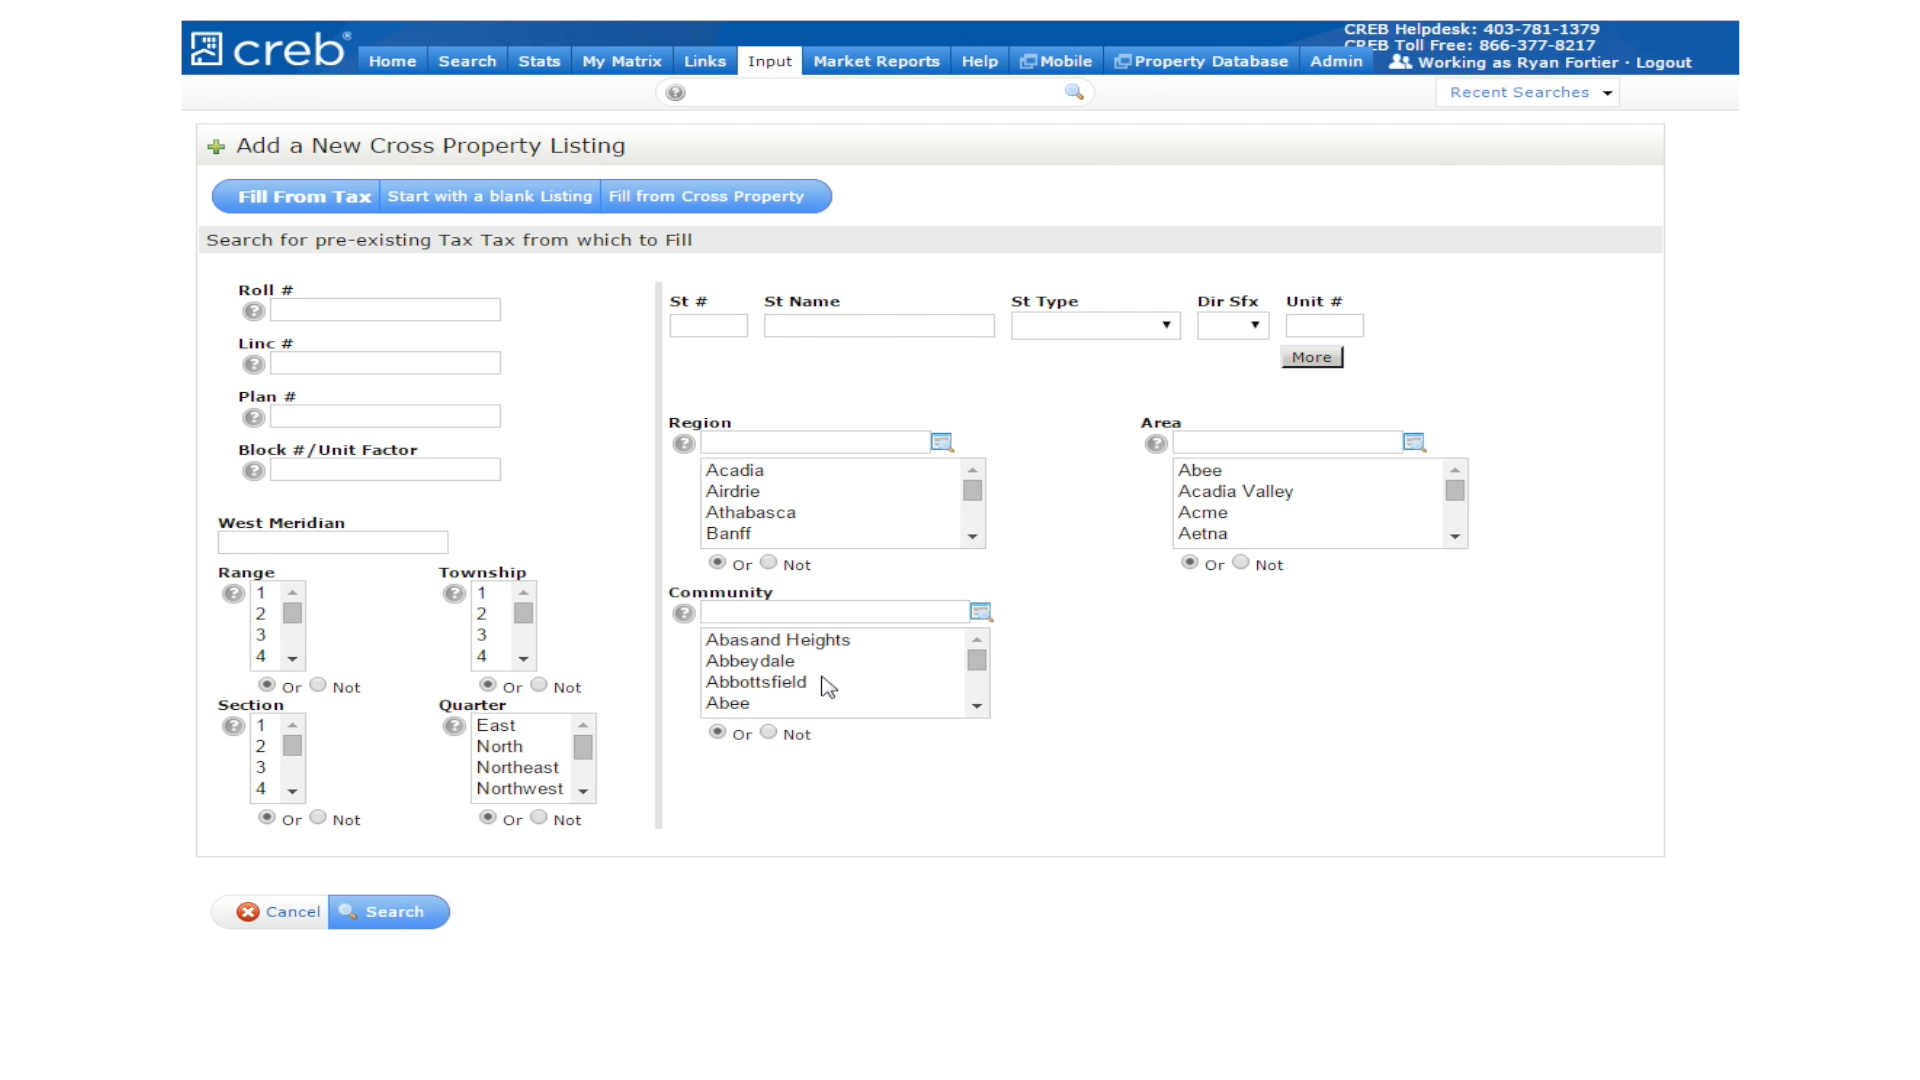 CREB Helpdesk: 403-781-1379
CREB Toll Free: 866-377-8217
creb®
Home Search Stats My Matrix Links Input Market Reports Help Mobile Property Database Admin Working as Ryan Fortier · Logout
Recent Searches
Add a New Cross Property Listing
Fill From Tax Start with a blank Listing Fill from Cross Property
Search for pre-existing Tax Tax from which to Fill
Roll #
Linc #
Plan #
Block #/Unit Factor
West Meridian
Range
1
2
3
4
Or Not
Township
1
2
3
4
Or Not
Section
1
2
3
4
Or Not
Quarter
East
North
Northeast
Northwest
Or Not
St # St Name St Type Dir Sfx Unit #
More
Region
Acadia
Airdrie
Athabasca
Banff
Or Not
Area
Abee
Acadia Valley
Acme
Aetna
Or Not
Community
Abasand Heights
Abbeydale
Abbottsfield
Abee
Or Not
Cancel Search